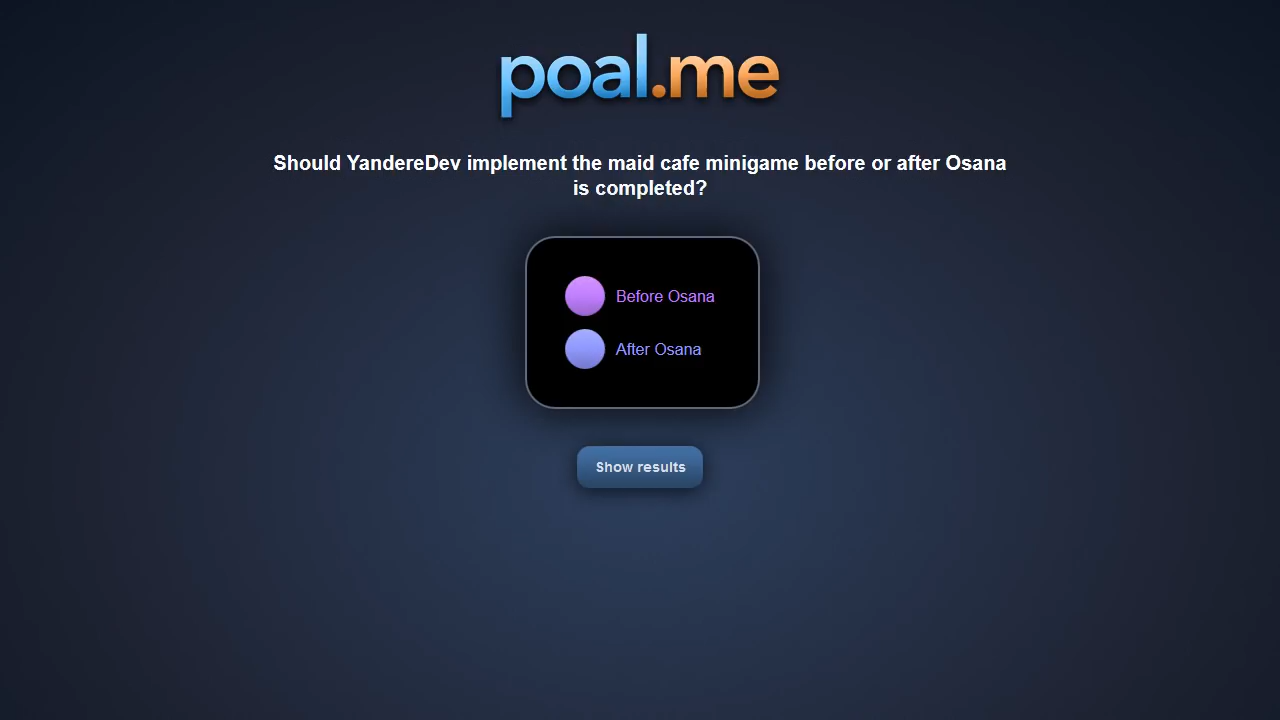 poal.me
Should YandereDev implement the maid cafe minigame before or after Osana
is completed?
Before Osana
After Osana
Show results